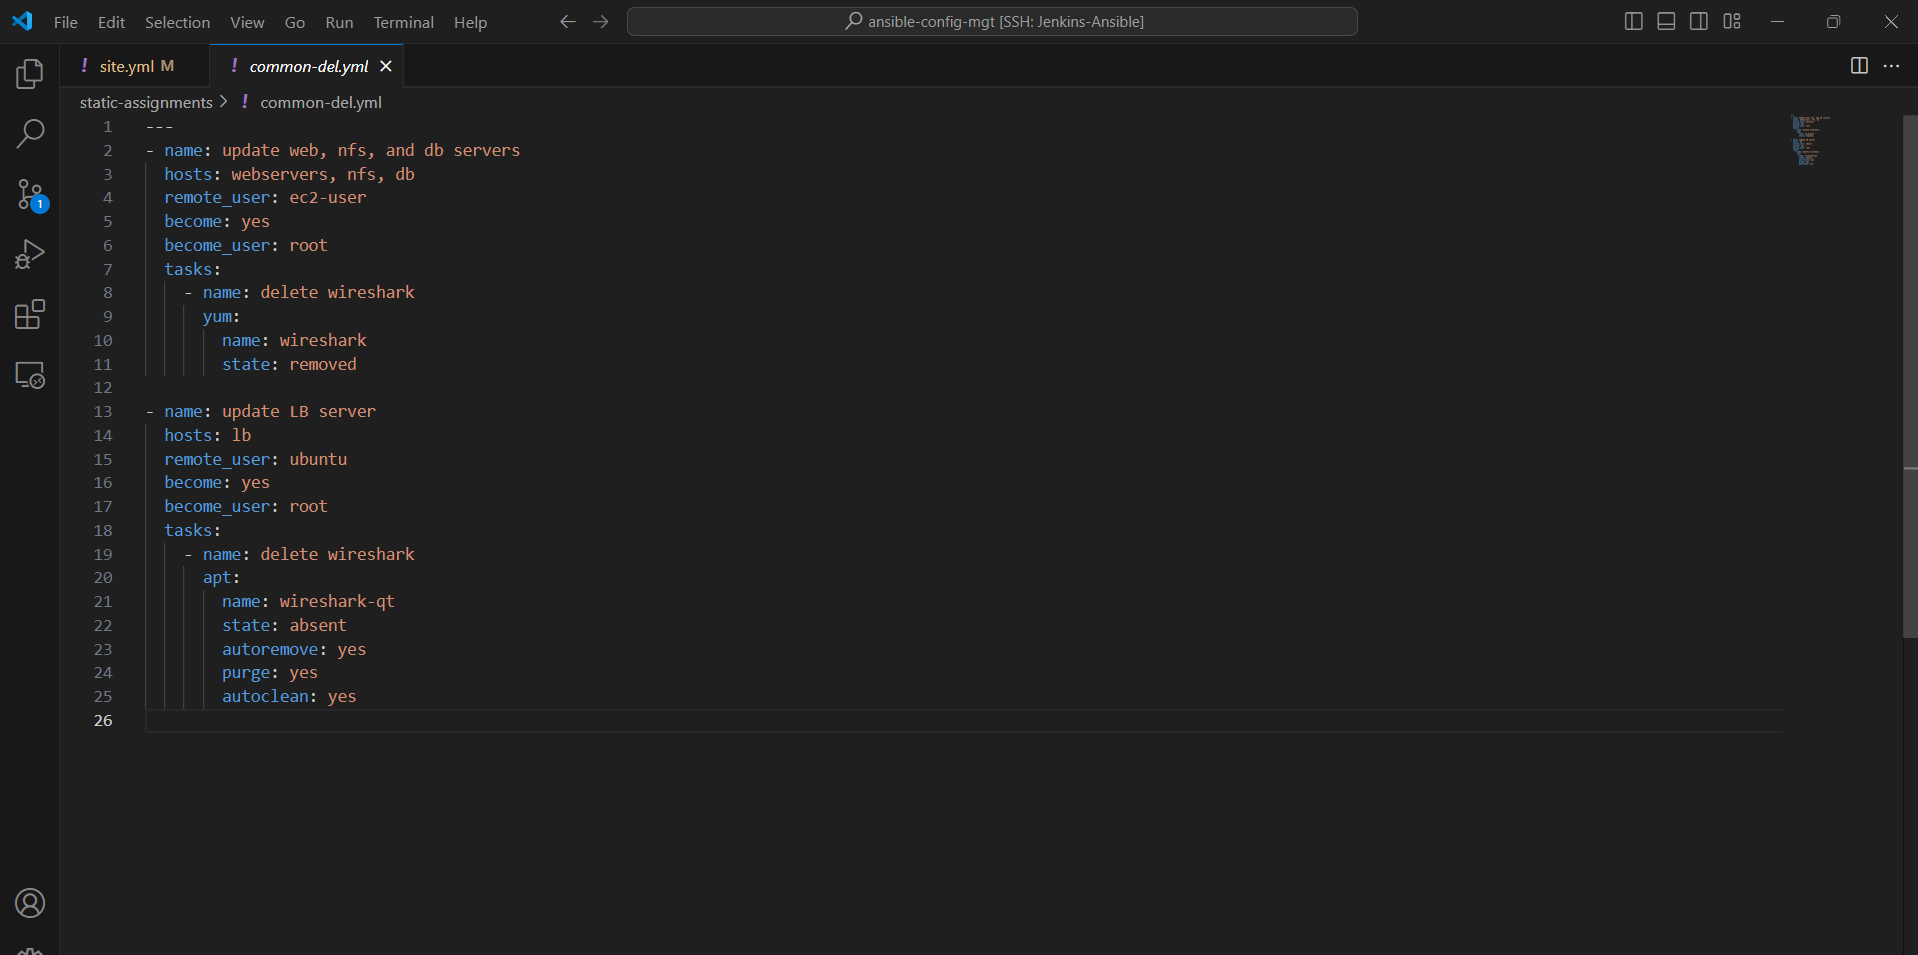 File Edit Selection View Go Run Terminal Help
ansible-config-mgt [SSH: Jenkins-Ansible]
! site.yml M
! common-del.yml
static-assignments > ! common-del.yml
1 ---
2 - name: update web, nfs, and db servers
3   hosts: webservers, nfs, db
4   remote_user: ec2-user
5   become: yes
6   become_user: root
7   tasks:
8     - name: delete wireshark
9       yum:
10         name: wireshark
11         state: removed
12
13 - name: update LB server
14   hosts: lb
15   remote_user: ubuntu
16   become: yes
17   become_user: root
18   tasks:
19     - name: delete wireshark
20       apt:
21         name: wireshark-qt
22         state: absent
23         autoremove: yes
24         purge: yes
25         autoclean: yes
26
1